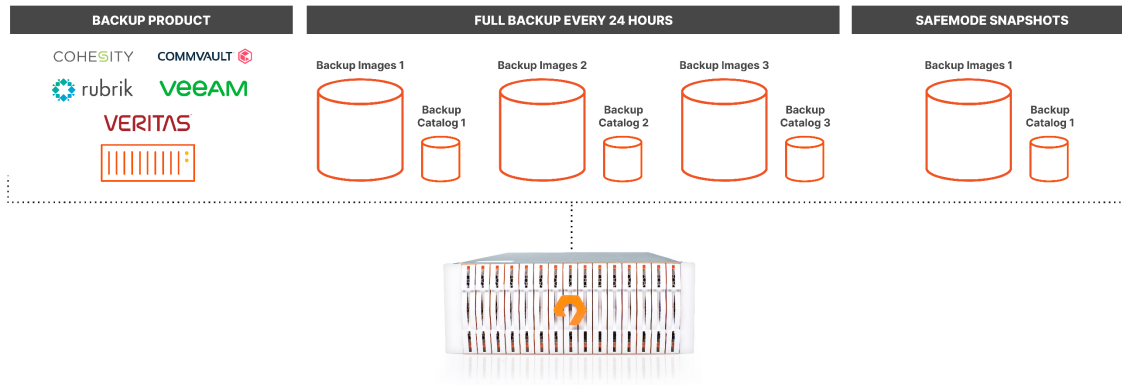 BACKUP PRODUCT
COHESITY
COMMVAULT
rubrik
VEEAM
VERITAS
FULL BACKUP EVERY 24 HOURS
Backup Images 1
Backup
Catalog 1
Backup Images 2
Backup
Catalog 2
Backup Images 3
Backup
Catalog 3
SAFEMODE SNAPSHOTS
Backup Images 1
Backup
Catalog 1